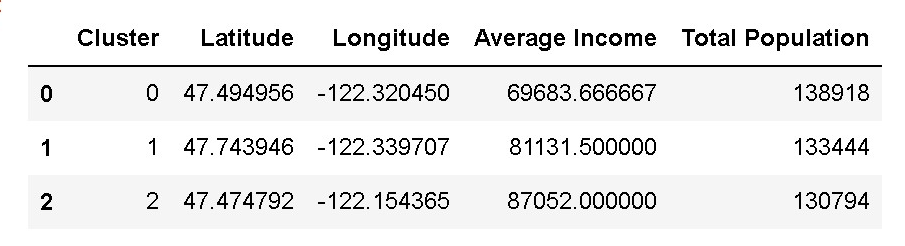 Cluster Latitude Longitude Average Income Total Population
0 0 47.494956 -122.320450 69683.666667 138918
1 1 47.743946 -122.339707 81131.500000 133444
2 2 47.474792 -122.154365 87052.000000 130794